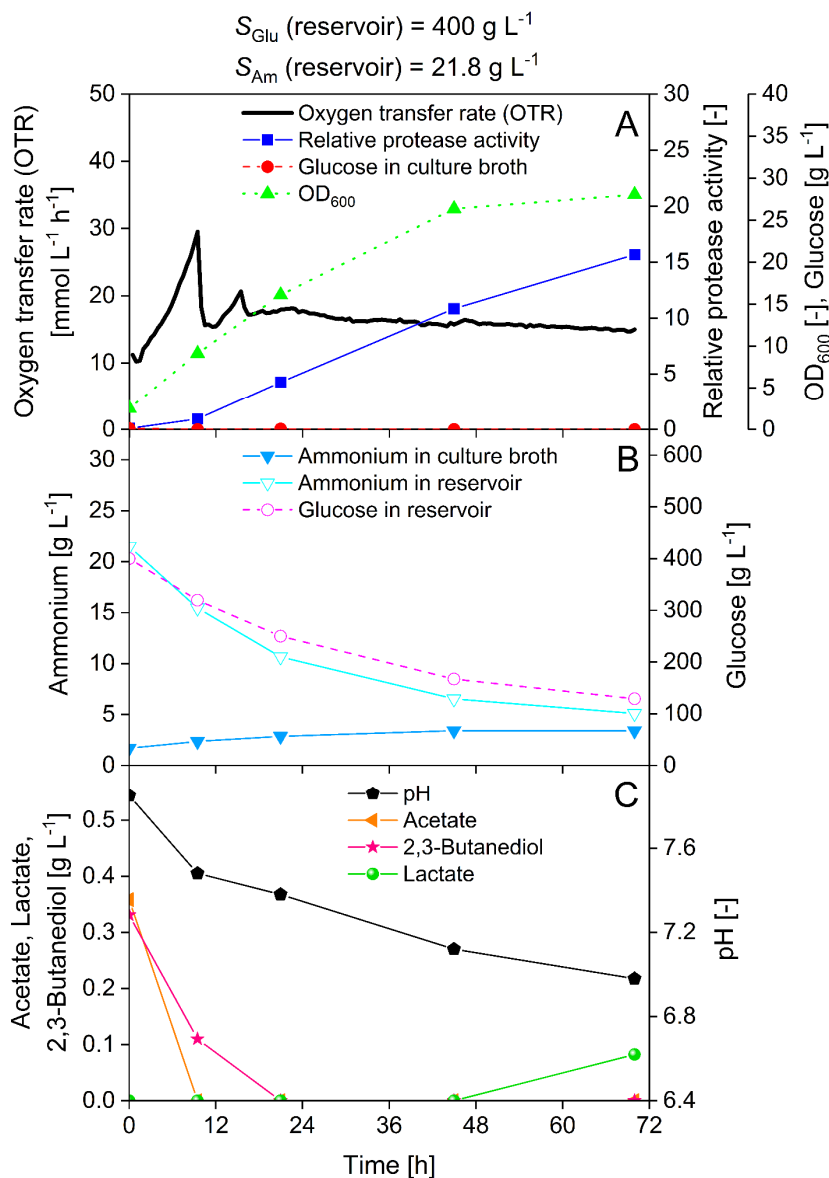 S_Glu (reservoir) = 400 g L⁻¹
S_Am (reservoir) = 21.8 g L⁻¹
A
Oxygen transfer rate (OTR)
Relative protease activity
Glucose in culture broth
OD₆₀₀
Oxygen transfer rate (OTR)
[mmol L⁻¹ h⁻¹]
50
40
30
20
10
0
30
25
20
15
10
5
0
Relative protease activity [-]
40
35
30
25
20
15
10
5
0
OD₆₀₀ [-], Glucose [g L⁻¹]
B
Ammonium in culture broth
Ammonium in reservoir
Glucose in reservoir
Ammonium [g L⁻¹]
30
25
20
15
10
5
0
600
500
400
300
200
100
0
Glucose [g L⁻¹]
C
pH
Acetate
2,3-Butanediol
Lactate
Acetate, Lactate,
2,3-Butanediol [g L⁻¹]
0.5
0.4
0.3
0.2
0.1
0.0
7.6
7.2
6.8
6.4
pH [-]
0 12 24 36 48 60 72
Time [h]